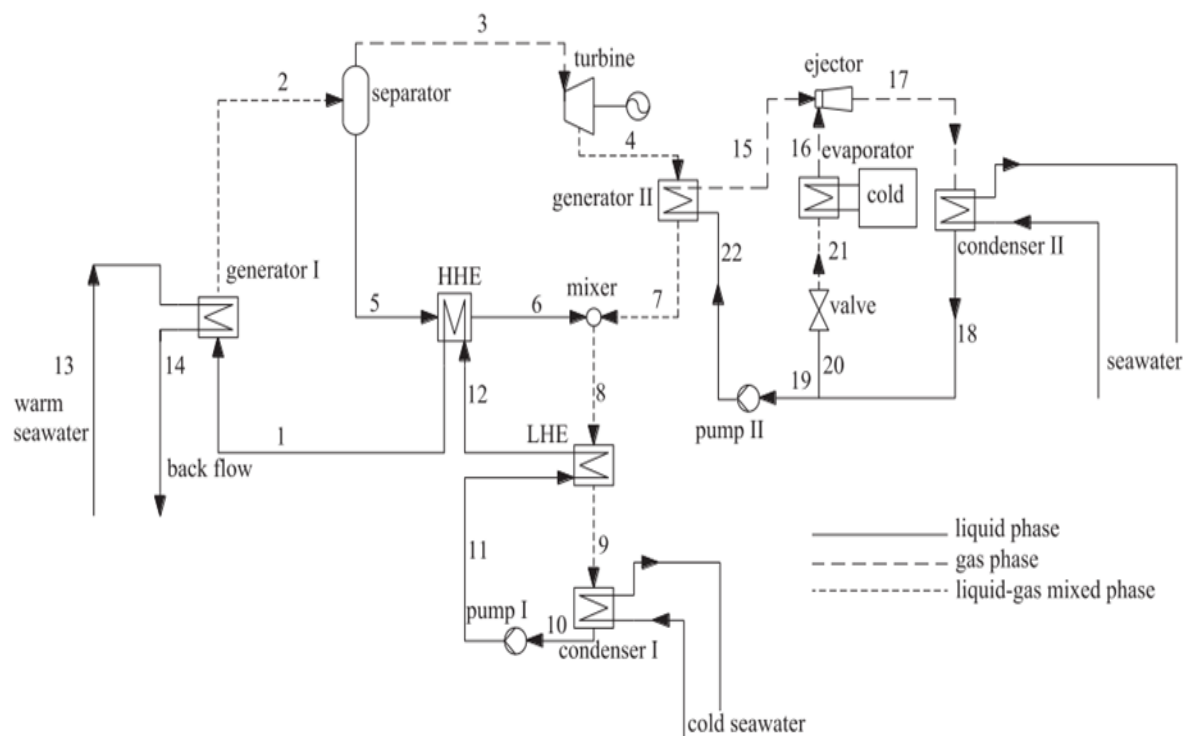 3
turbine
ejector
17
2
separator
4
15
16
evaporator
cold
generator II
condenser II
22
21
generator I
HHE
mixer
valve
5
6
7
18
13
14
12
20
seawater
warm
seawater
8
19
pump II
LHE
1
back flow
11
9
liquid phase
gas phase
liquid-gas mixed phase
pump I
10
condenser I
cold seawater